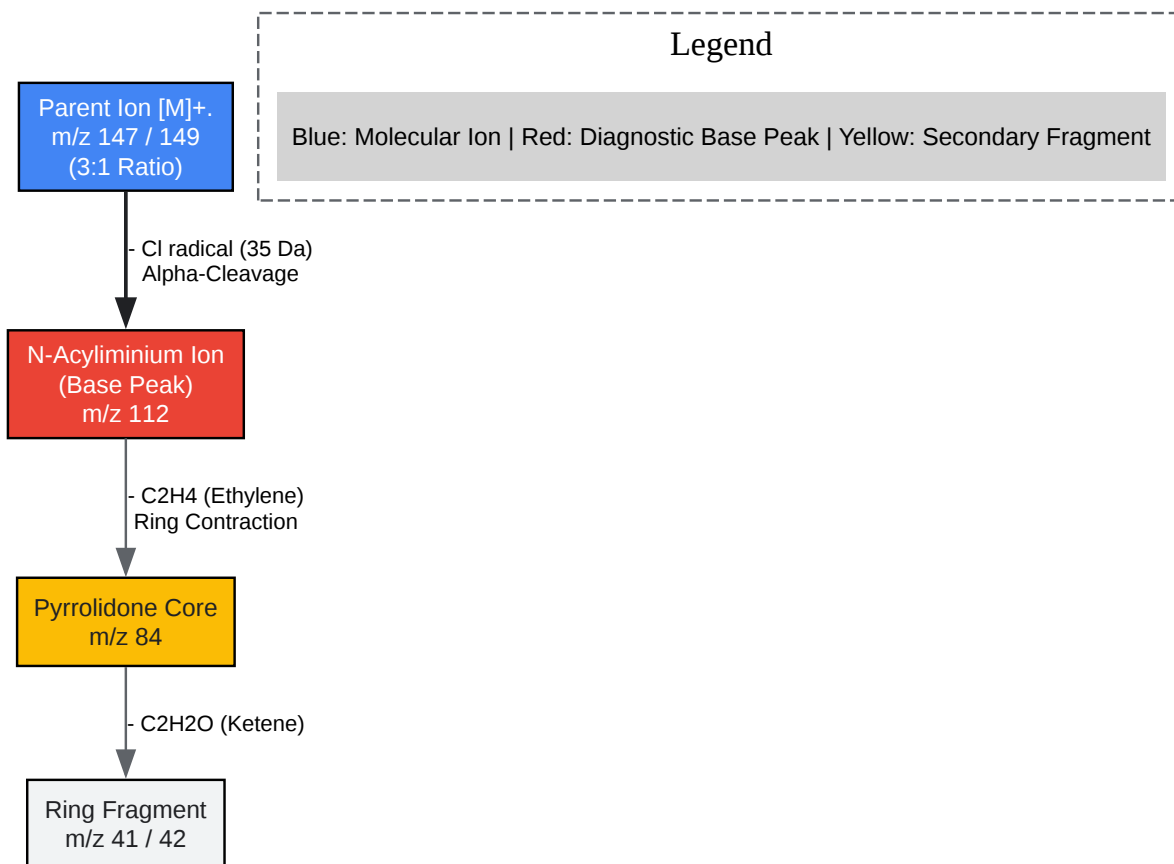 Legend
Blue: Molecular Ion | Red: Diagnostic Base Peak | Yellow: Secondary Fragment
Parent Ion [M]+.
m/z 147 / 149
(3:1 Ratio)
- Cl radical (35 Da)
Alpha-Cleavage
N-Acyliminium Ion
(Base Peak)
m/z 112
- C2H4 (Ethylene)
Ring Contraction
Pyrrolidone Core
m/z 84
- C2H2O (Ketene)
Ring Fragment
m/z 41 / 42